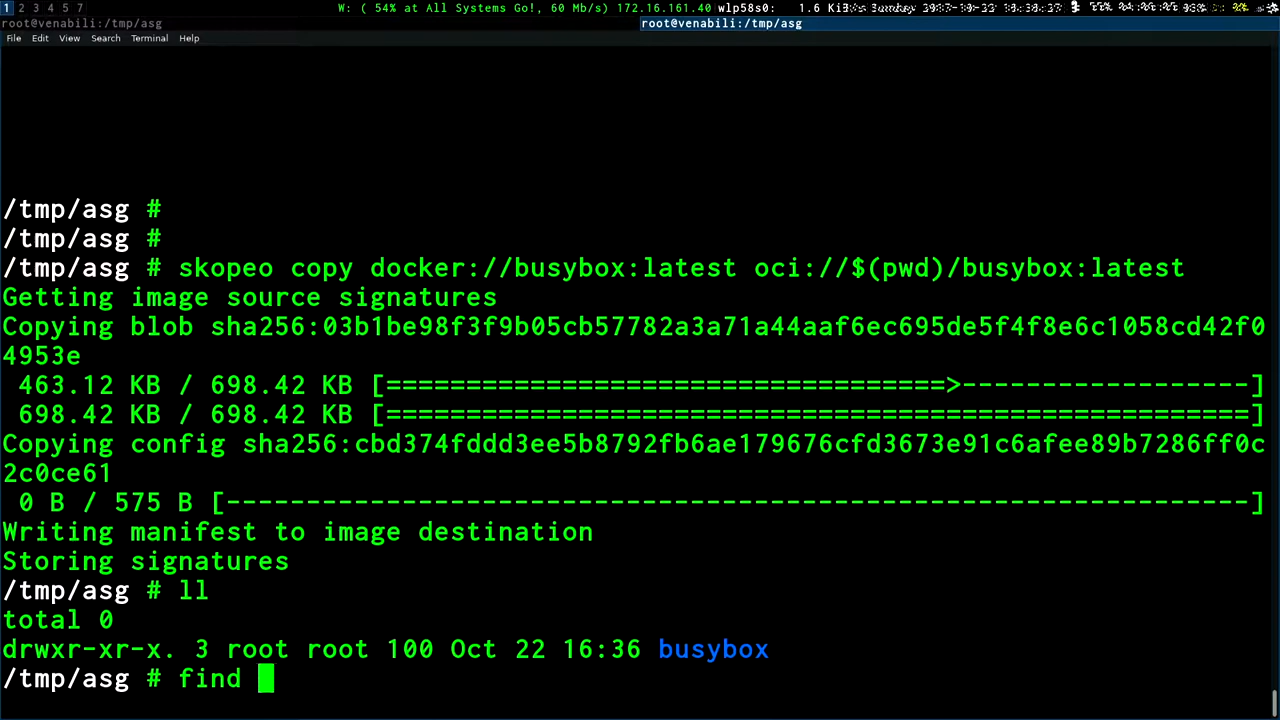 1 2 3 4 5 7
W: ( 54% at All Systems Go!, 60 Mb/s) 172.16.161.40 wlp58s0: 1.6
root@venabili:/tmp/asg
root@venabili:/tmp/asg
File Edit View Search Terminal Help
/tmp/asg #
/tmp/asg #
/tmp/asg # skopeo copy docker://busybox:latest oci://$(pwd)/busybox:latest
Getting image source signatures
Copying blob sha256:03b1be98f3f9b05cb57782a3a71a44aaf6ec695de5f4f8e6c1058cd42f0
4953e
463.12 KB / 698.42 KB [===================================>------------------]
698.42 KB / 698.42 KB [======================================================]
Copying config sha256:cbd374fddd3ee5b8792fb6ae179676cfd3673e91c6afee89b7286ff0c
2c0ce61
0 B / 575 B [----------------------------------------------------------------]
Writing manifest to image destination
Storing signatures
/tmp/asg # ll
total 0
drwxr-xr-x. 3 root root 100 Oct 22 16:36 busybox
/tmp/asg # find